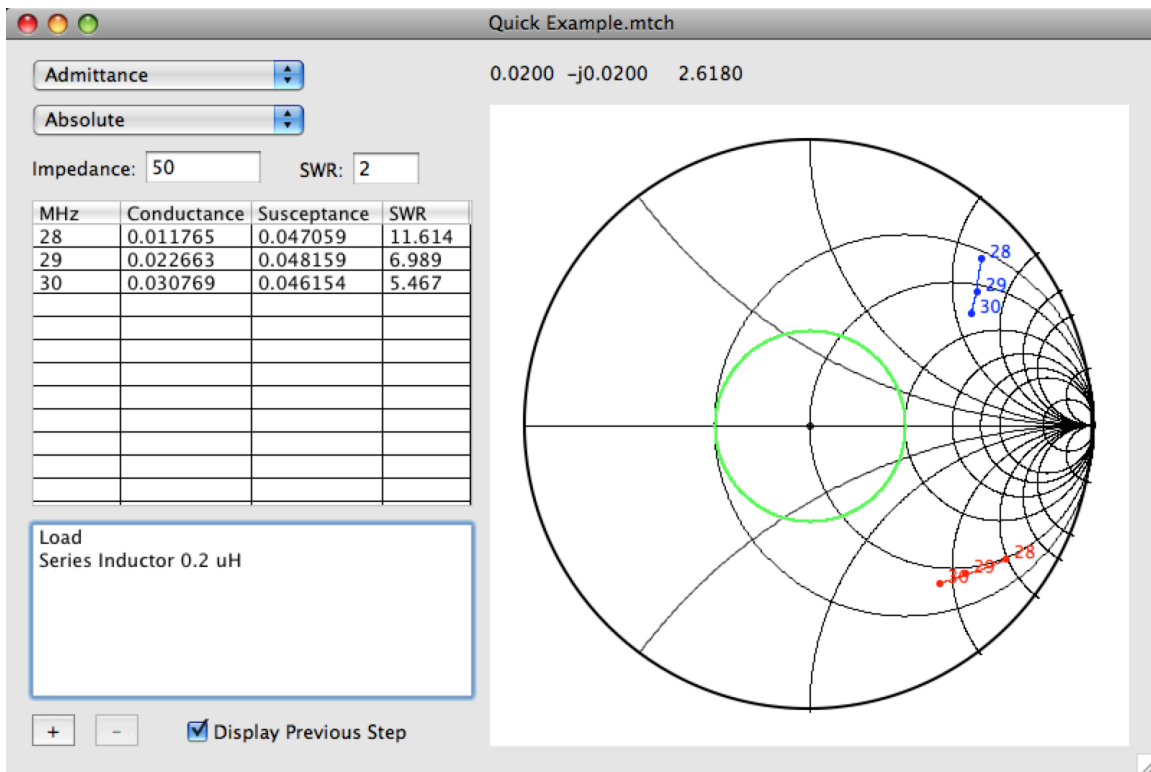 Quick Example.mtch
Admittance
0.0200 -j0.0200 2.6180
Absolute
Impedance: 50 SWR: 2
MHz Conductance Susceptance SWR
28 0.011765 0.047059 11.614
29 0.022663 0.048159 6.989
30 0.030769 0.046154 5.467
28
29
30
28
29
30
Load
Series Inductor 0.2 uH
+ - Display Previous Step